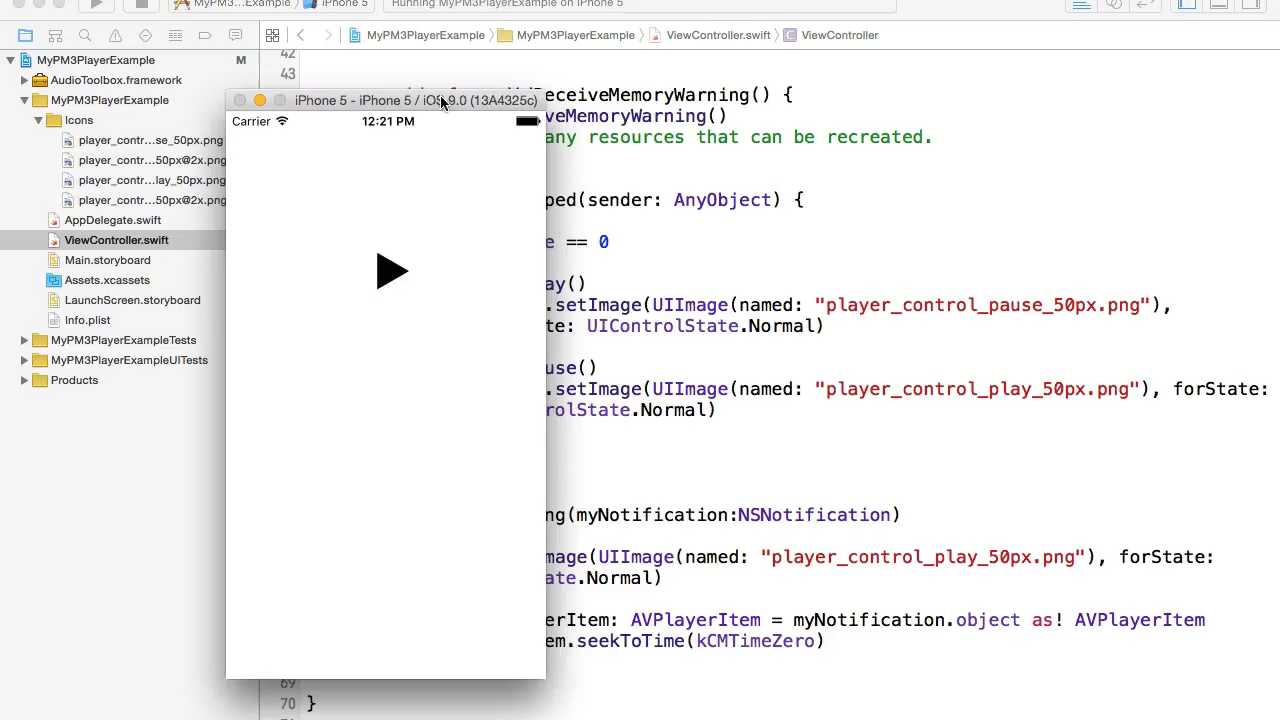 MyPM3Player...Example
iPhone 5
Running MyPM3PlayerExample on iPhone 5
MyPM3PlayerExample
MyPM3PlayerExample
ViewController.swift
ViewController
MyPM3PlayerExample
M
AudioToolbox.framework
MyPM3PlayerExample
Icons
player_contr...se_50px.png
player_contr...50px@2x.png
player_contr...lay_50px.png
player_contr...50px@2x.png
AppDelegate.swift
ViewController.swift
Main.storyboard
Assets.xcassets
LaunchScreen.storyboard
Info.plist
MyPM3PlayerExampleTests
MyPM3PlayerExampleUITests
Products
iPhone 5 - iPhone 5 / iOS 9.0 (13A4325c)
Carrier
12:21 PM
42
43
eceiveMemoryWarning() {
veMemoryWarning()
any resources that can be recreated.
ped(sender: AnyObject) {
e == 0
ay()
.setImage(UIImage(named: "player_control_pause_50px.png"),
te: UIControlState.Normal)
use()
.setImage(UIImage(named: "player_control_play_50px.png"), forState:
rolState.Normal)
ng(myNotification:NSNotification)
mage(UIImage(named: "player_control_play_50px.png"), forState:
ate.Normal)
erItem: AVPlayerItem = myNotification.object as! AVPlayerItem
em.seekToTime(kCMTimeZero)
69
70 }